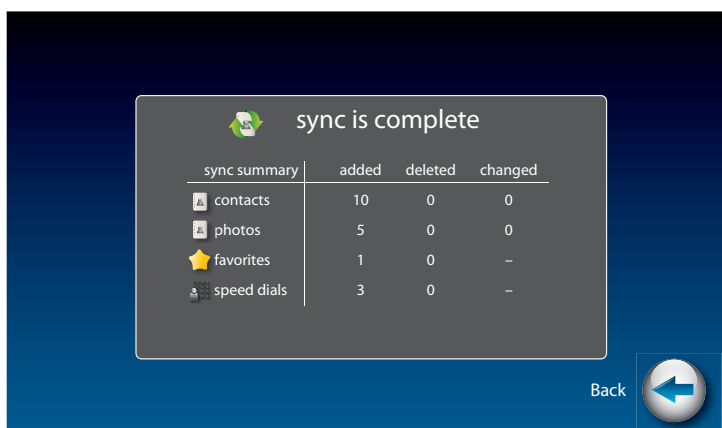 sync is complete
sync summary added deleted changed
contacts 10 0 0
photos 5 0 0
favorites 1 0 –
speed dials 3 0 –
Back